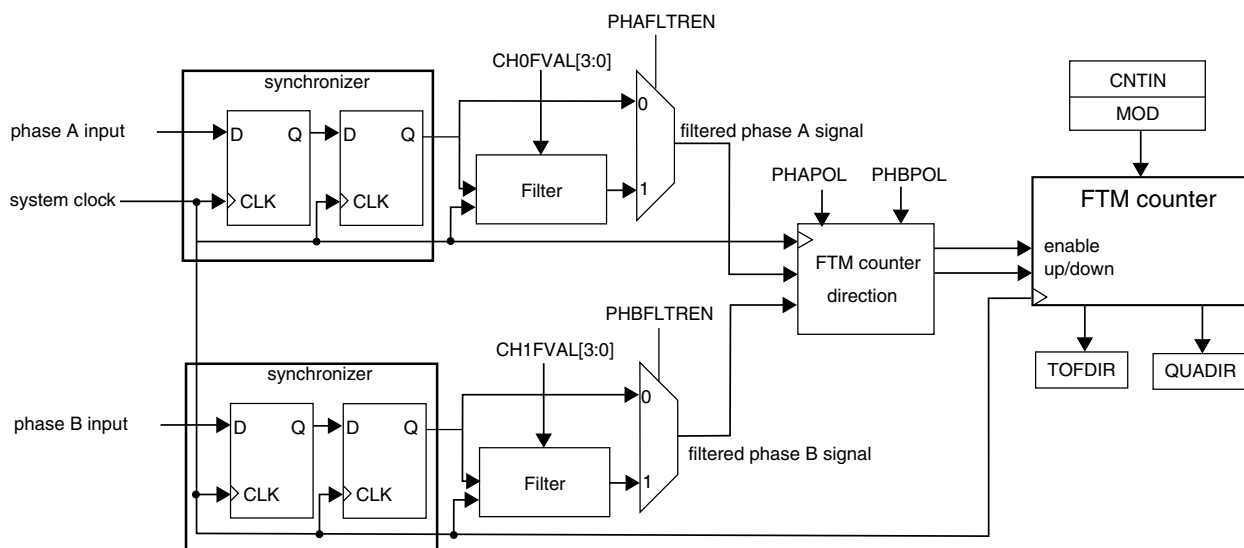 PHAFLTREN
CH0FVAL[3:0]
synchronizer
CNTIN
MOD
phase A input
D Q D Q
0
filtered phase A signal
Filter
1
system clock
CLK CLK
PHAPOL PHBPOL
FTM counter
enable
up/down
FTM counter
direction
PHBFLTREN
CH1FVAL[3:0]
synchronizer
TOFDIR QUADIR
phase B input
D Q D Q
0
filtered phase B signal
Filter
1
CLK CLK